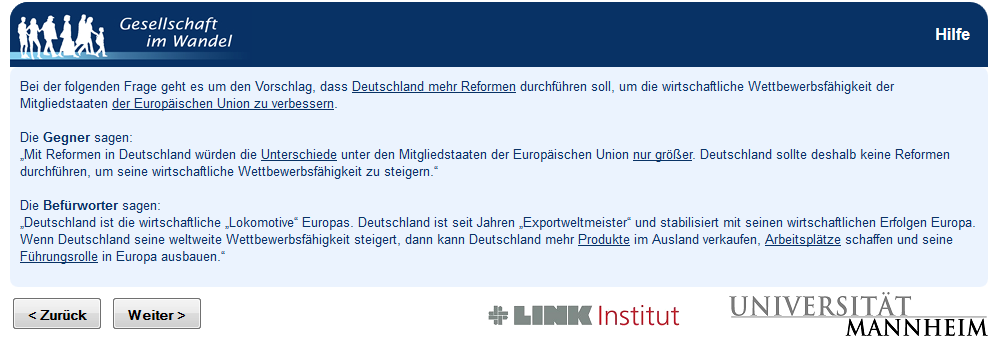 Gesellschaft
im Wandel
Hilfe
Bei der folgenden Frage geht es um den Vorschlag, dass Deutschland mehr Reformen durchführen soll, um die wirtschaftliche Wettbewerbsfähigkeit der
Mitgliedstaaten der Europäischen Union zu verbessern.
Die Gegner sagen:
„Mit Reformen in Deutschland würden die Unterschiede unter den Mitgliedstaaten der Europäischen Union nur größer. Deutschland sollte deshalb keine Reformen
durchführen, um seine wirtschaftliche Wettbewerbsfähigkeit zu steigern.“
Die Befürworter sagen:
„Deutschland ist die wirtschaftliche „Lokomotive“ Europas. Deutschland ist seit Jahren „Exportweltmeister“ und stabilisiert mit seinen wirtschaftlichen Erfolgen Europa.
Wenn Deutschland seine weltweite Wettbewerbsfähigkeit steigert, dann kann Deutschland mehr Produkte im Ausland verkaufen, Arbeitsplätze schaffen und seine
Führungsrolle in Europa ausbauen.“
< Zurück
Weiter >
LINK Institut
UNIVERSITÄT
MANNHEIM